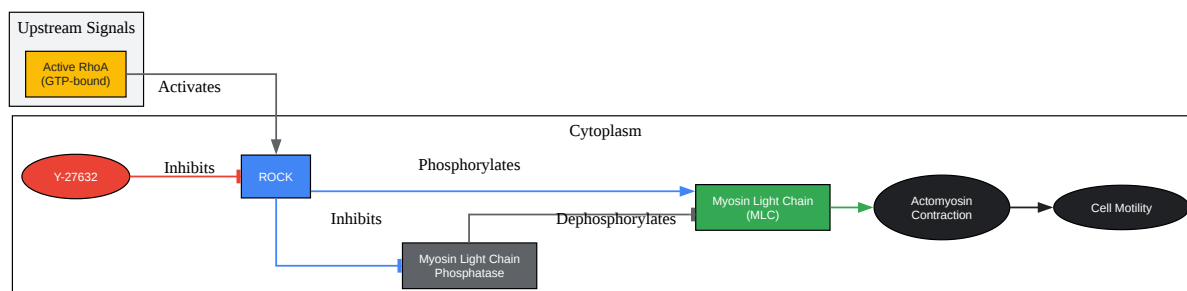 Upstream Signals
Active RhoA
(GTP-bound)
Activates
Cytoplasm
Y-27632
Inhibits
ROCK
Phosphorylates
Inhibits
Myosin Light Chain
Phosphatase
Dephosphorylates
Myosin Light Chain
(MLC)
Actomyosin
Contraction
Cell Motility